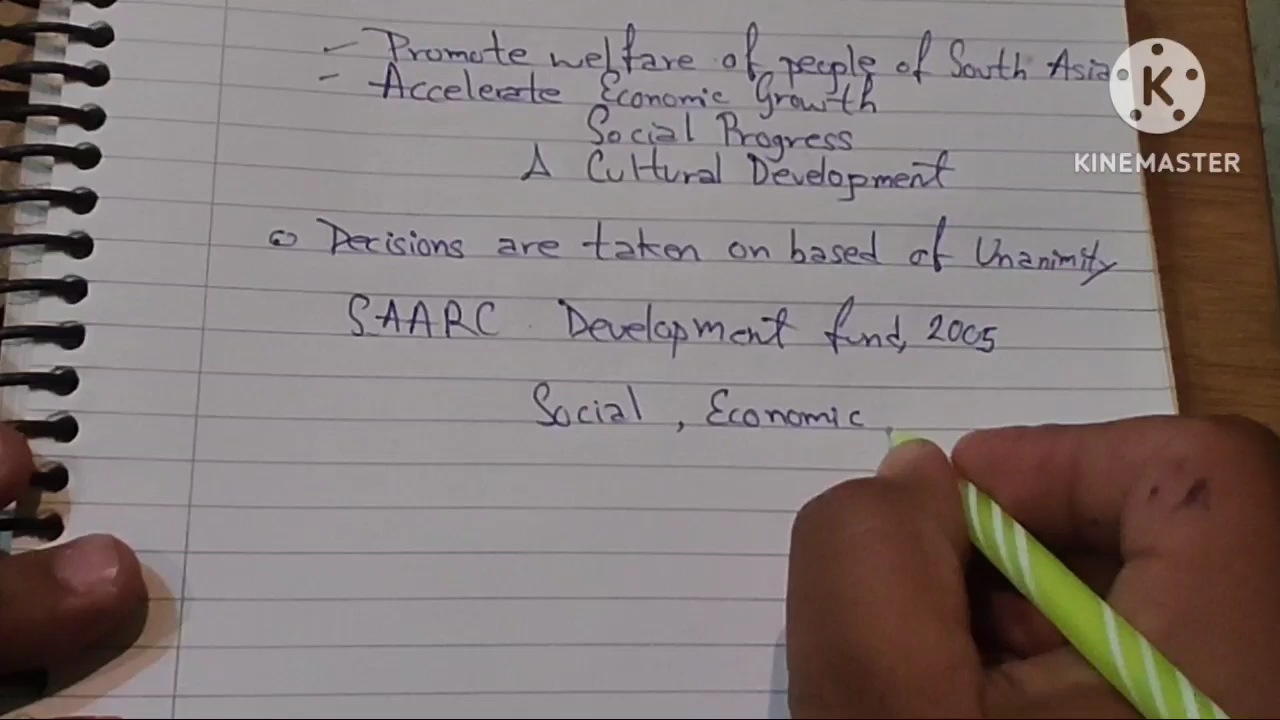 - Promote welfare of people of South Asia
- Accelerate Economic Growth
Social Progress
Δ Cultural Development
Decisions are taken on based of Unanimity
SAARC Development fund, 2005
Social, Economic,
K
KINEMASTER